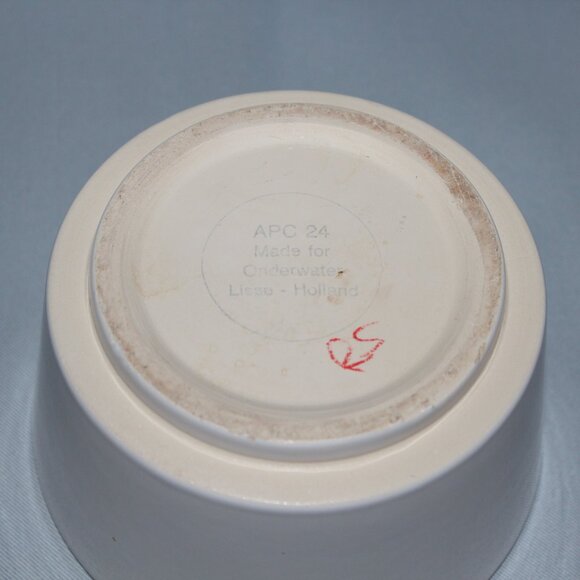 APC 24
Made for
Onderwater
Lisse - Holland